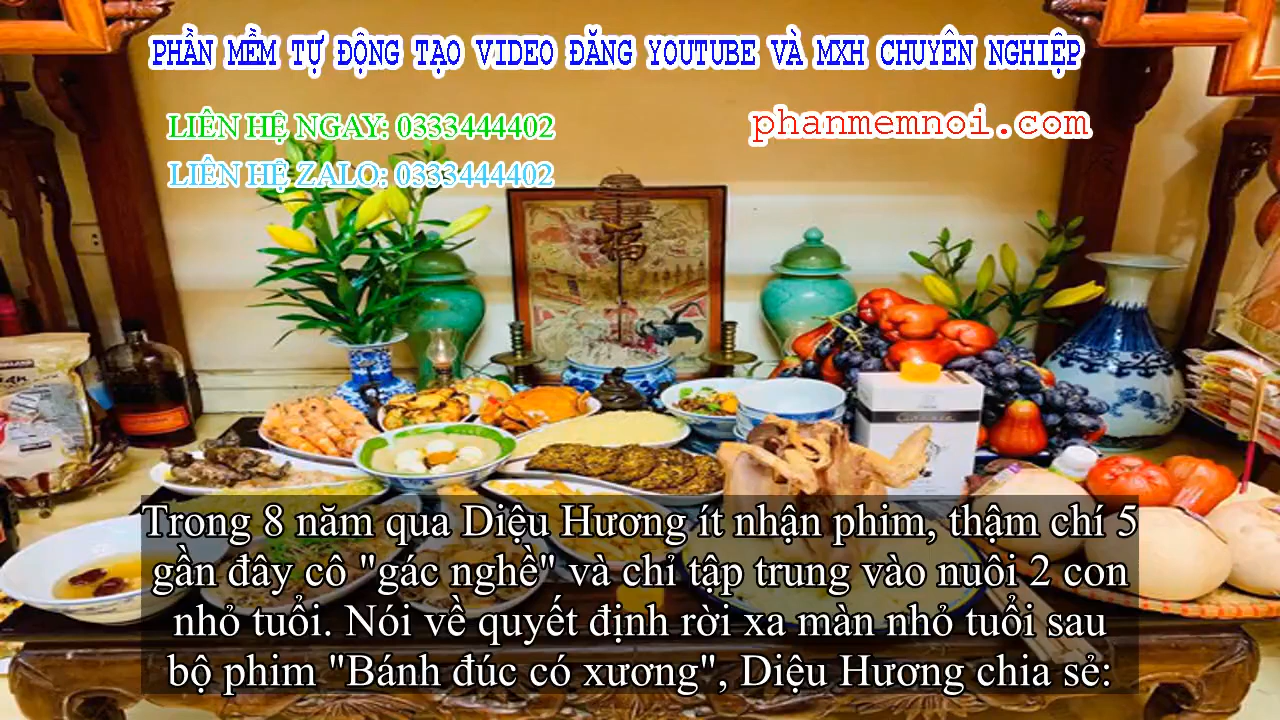 PHẦN MỀM TỰ ĐỘNG TẠO VIDEO ĐĂNG YOUTUBE VÀ MXH CHUYÊN NGHIỆP
LIÊN HỆ NGAY: 0333444402
phanmemnoi.com
LIÊN HỆ ZALO: 0333444402
福
Trong 8 năm qua Diệu Hương ít nhận phim, thậm chí 5
gần đây cô "gác nghề" và chỉ tập trung vào nuôi 2 con
nhỏ tuổi. Nói về quyết định rời xa màn nhỏ tuổi sau
bộ phim "Bánh đúc có xương", Diệu Hương chia sẻ: